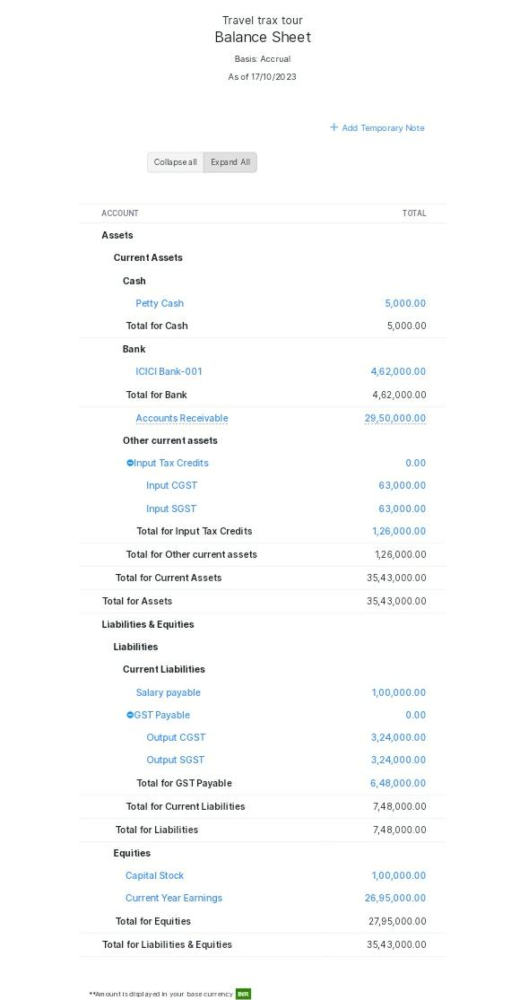 Travel trax tour
Balance Sheet
Basis: Accrual
As of 17/10/2023
+ Add Temporary Note
Collapse all Expand All
ACCOUNT TOTAL
Assets
Current Assets
Cash
Petty Cash 5,000.00
Total for Cash 5,000.00
Bank
ICICI Bank-001 4,62,000.00
Total for Bank 4,62,000.00
Accounts Receivable 29,50,000.00
Other current assets
Input Tax Credits 0.00
Input CGST 63,000.00
Input SGST 63,000.00
Total for Input Tax Credits 1,26,000.00
Total for Other current assets 1,26,000.00
Total for Current Assets 35,43,000.00
Total for Assets 35,43,000.00
Liabilities & Equities
Liabilities
Current Liabilities
Salary payable 1,00,000.00
GST Payable 0.00
Output CGST 3,24,000.00
Output SGST 3,24,000.00
Total for GST Payable 6,48,000.00
Total for Current Liabilities 7,48,000.00
Total for Liabilities 7,48,000.00
Equities
Capital Stock 1,00,000.00
Current Year Earnings 26,95,000.00
Total for Equities 27,95,000.00
Total for Liabilities & Equities 35,43,000.00
**Amount is displayed in your base currency INR